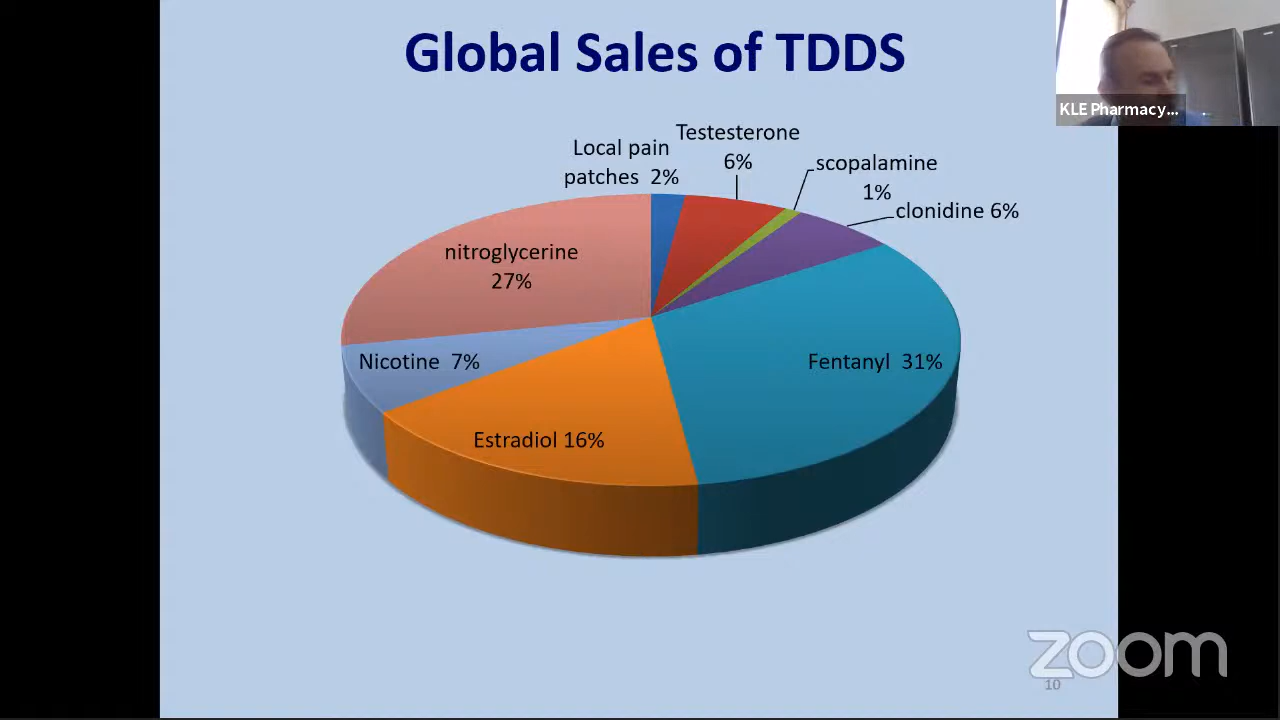 Global Sales of TDDS
KLE Pharmacy...
Local pain
patches 2%
Testesterone
6%
scopalamine
1%
clonidine 6%
nitroglycerine
27%
Nicotine 7%
Fentanyl 31%
Estradiol 16%
zoom
10